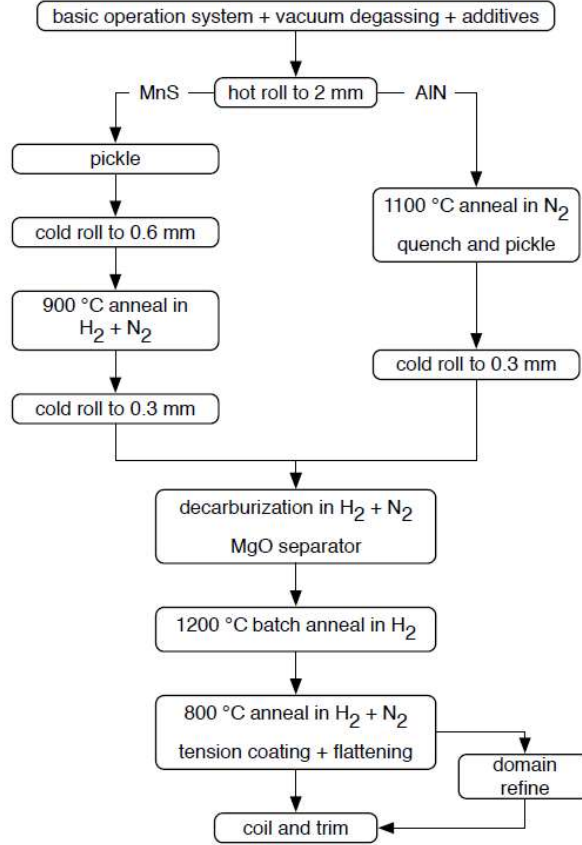 basic operation system + vacuum degassing + additives
MnS
hot roll to 2 mm
AlN
pickle
cold roll to 0.6 mm
900 °C anneal in
H₂ + N₂
cold roll to 0.3 mm
1100 °C anneal in N₂
quench and pickle
cold roll to 0.3 mm
decarburization in H₂ + N₂
MgO separator
1200 °C batch anneal in H₂
800 °C anneal in H₂ + N₂
tension coating + flattening
domain
refine
coil and trim